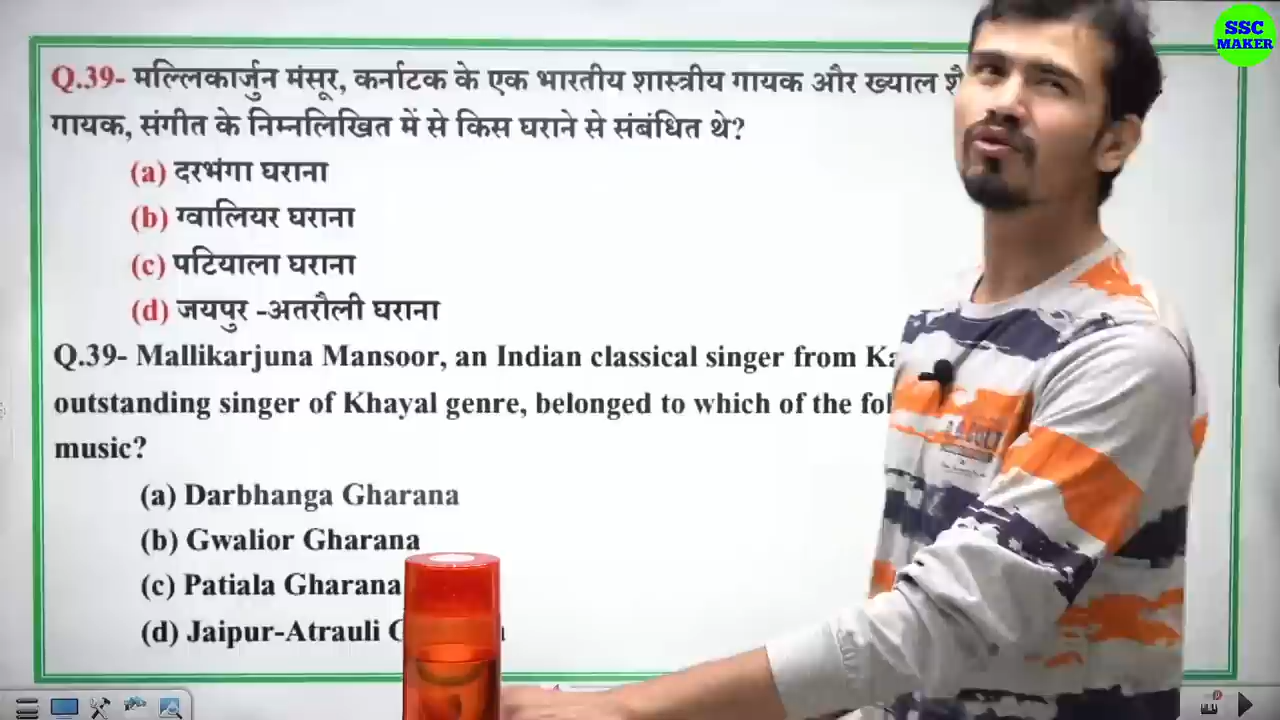 SSC
MAKER
Q.39- मल्लिकार्जुन मंसूर, कर्नाटक के एक भारतीय शास्त्रीय गायक और ख्याल
गायक, संगीत के निम्नलिखित में से किस घराने से संबंधित थे?
(a) दरभंगा घराना
(b) ग्वालियर घराना
(c) पटियाला घराना
(d) जयपुर -अतरौली घराना
Q.39- Mallikarjuna Mansoor, an Indian classical singer from
outstanding singer of Khayal genre, belonged to which of the
music?
(a) Darbhanga Gharana
(b) Gwalior Gharana
(c) Patiala Gharana
(d) Jaipur-Atrauli